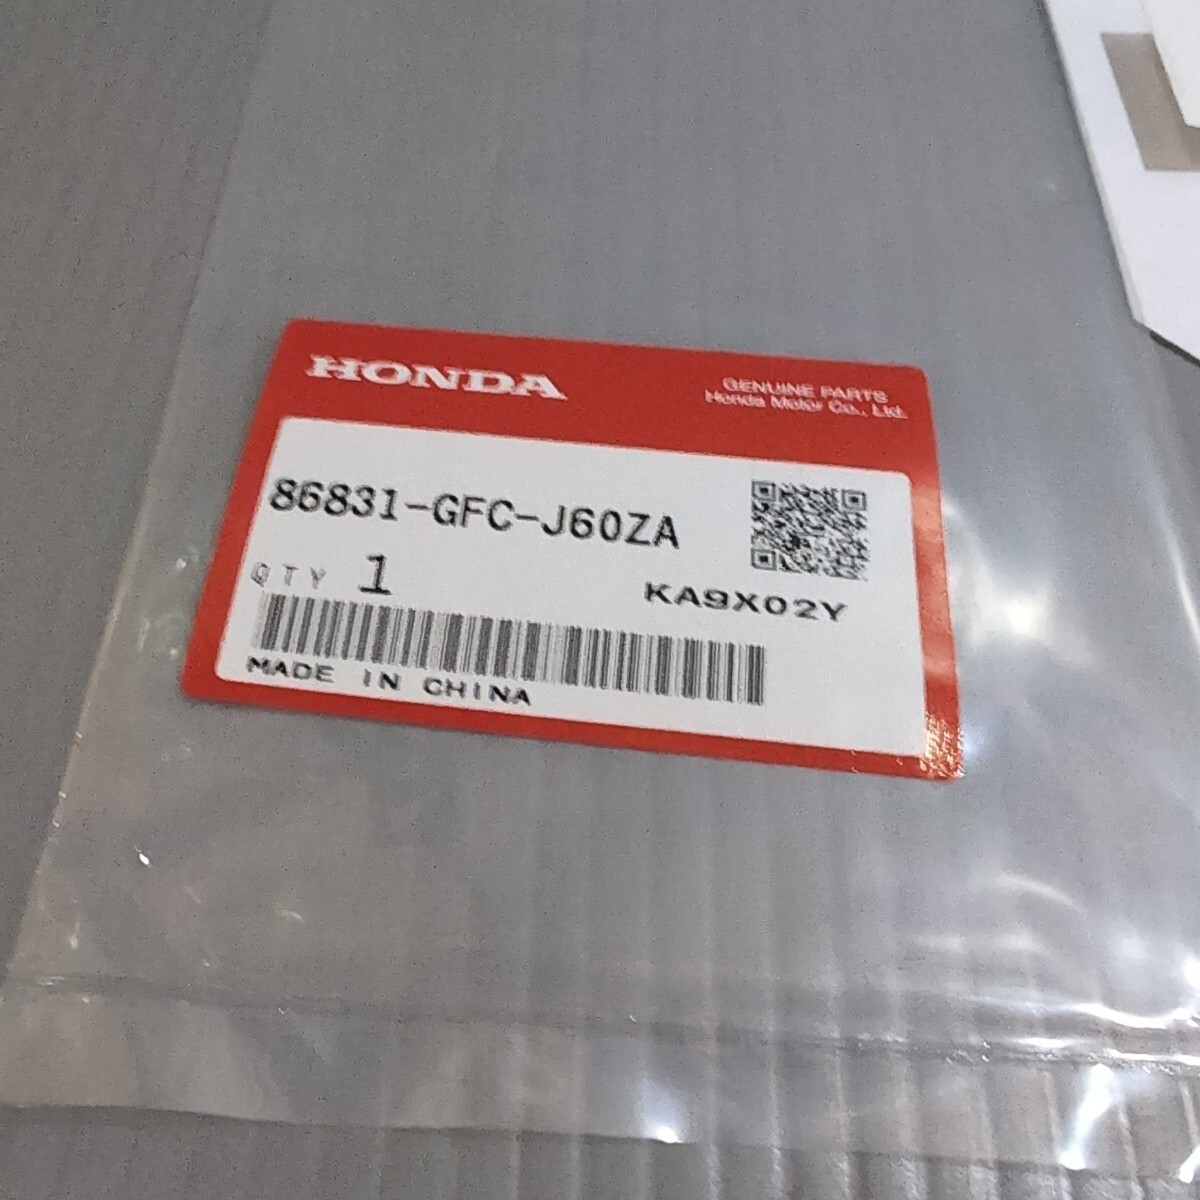 HONDA
GENUINE PARTS
Honda Motor Co., Ltd.
86831-GFC-J60ZA
QTY 1
KA9X02Y
MADE IN CHINA